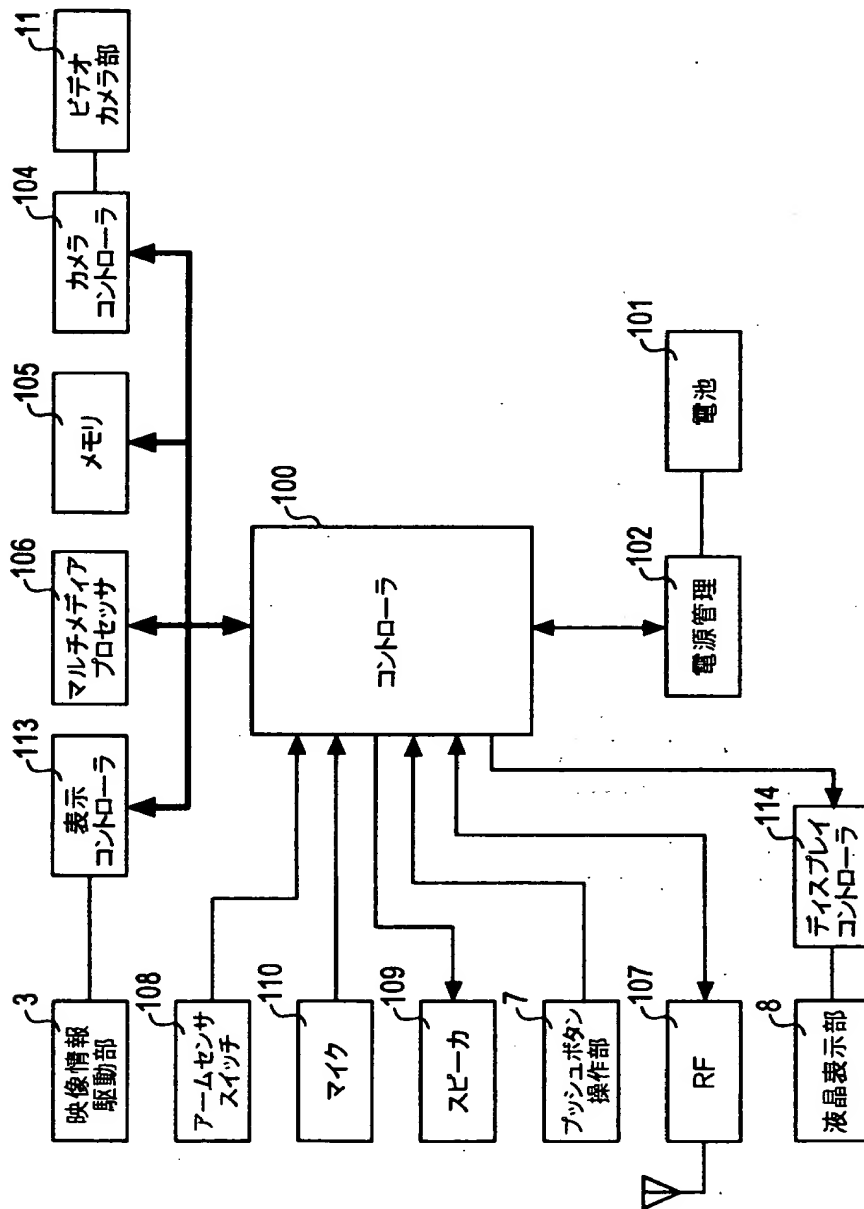 3
映像情報
駆動部
113
表示
コントローラ
106
マルチメディア
プロセッサ
105
メモリ
104
カメラ
コントローラ
11
ビデオ
カメラ部
108
アームセンサ
スイッチ
110
マイク
109
スピーカ
7
プッシュボタン
操作部
107
RF
8
液晶表示部
114
ディスプレイ
コントローラ
100
コントローラ
102
電源管理
101
電池